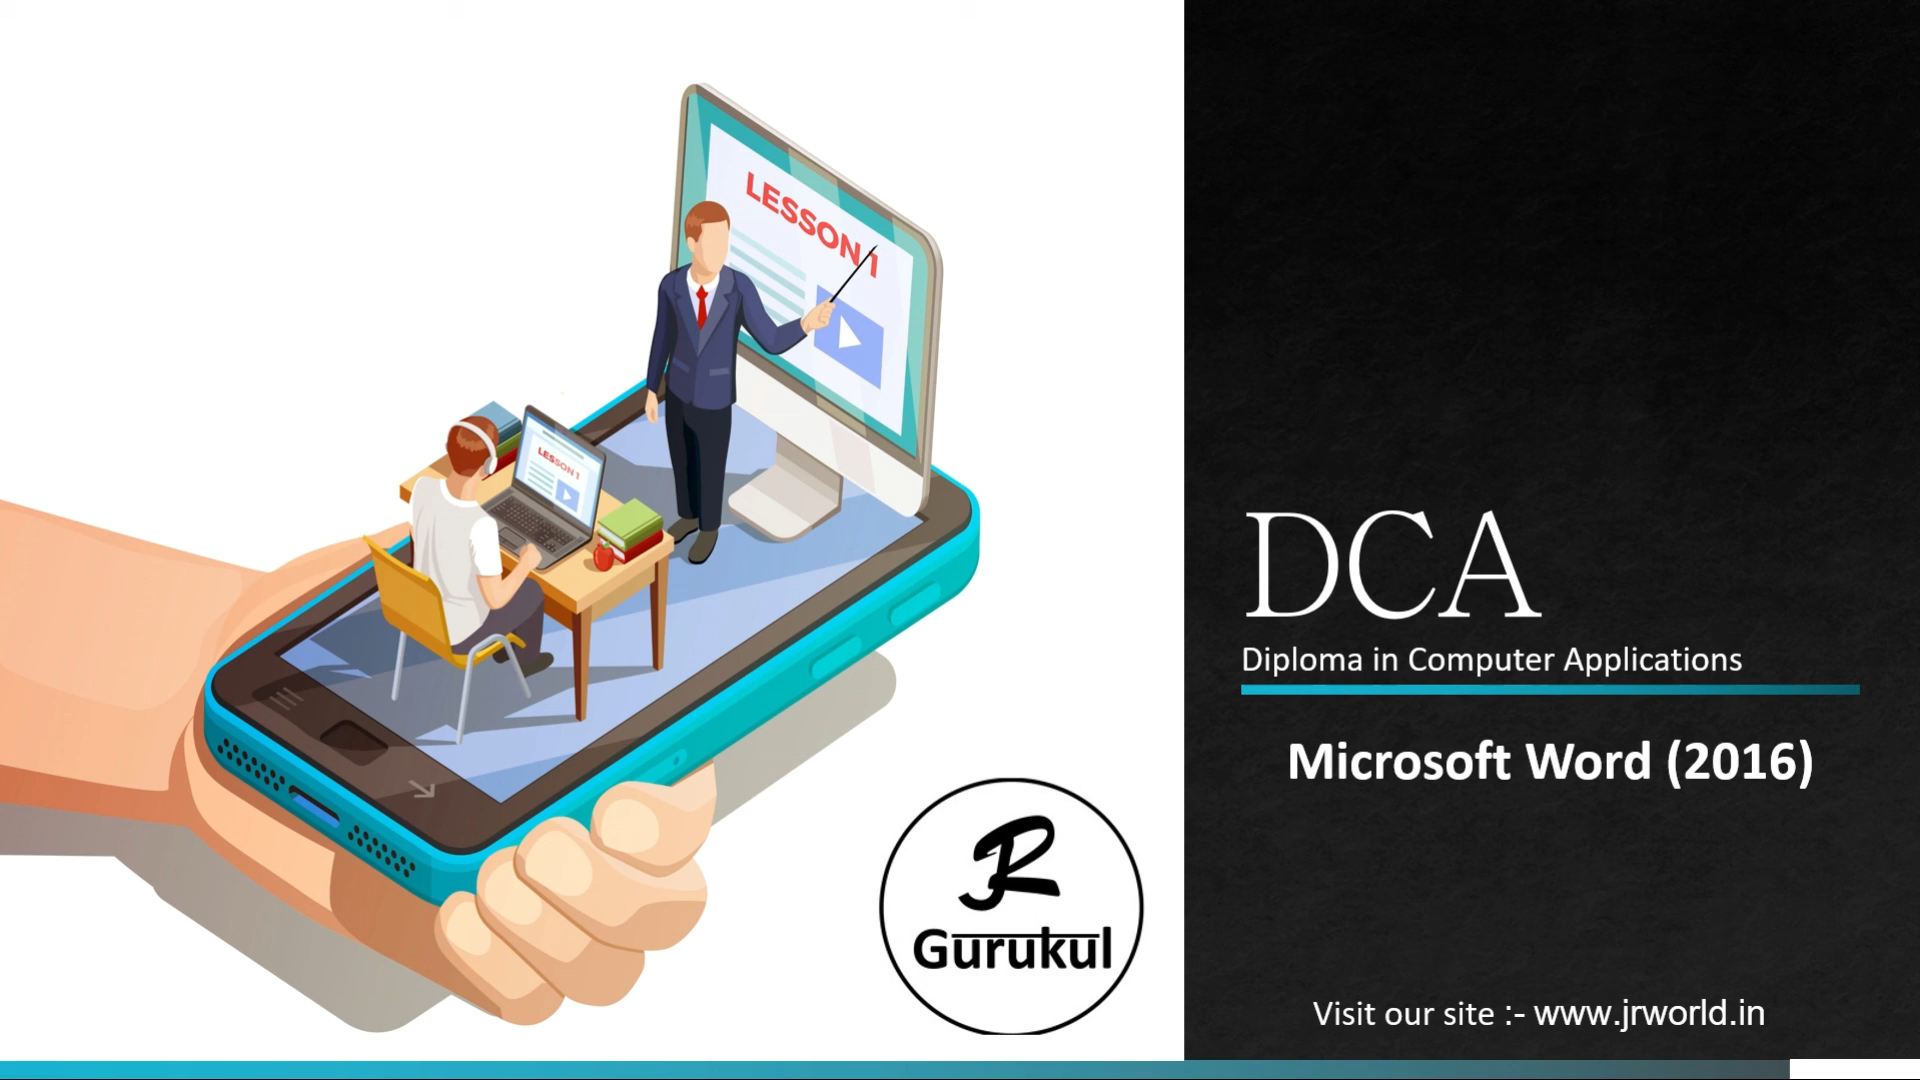 LESSON 1
LESSON 1
JR
Gurukul
DCA
Diploma in Computer Applications
Microsoft Word (2016)
Visit our site :- www.jrworld.in